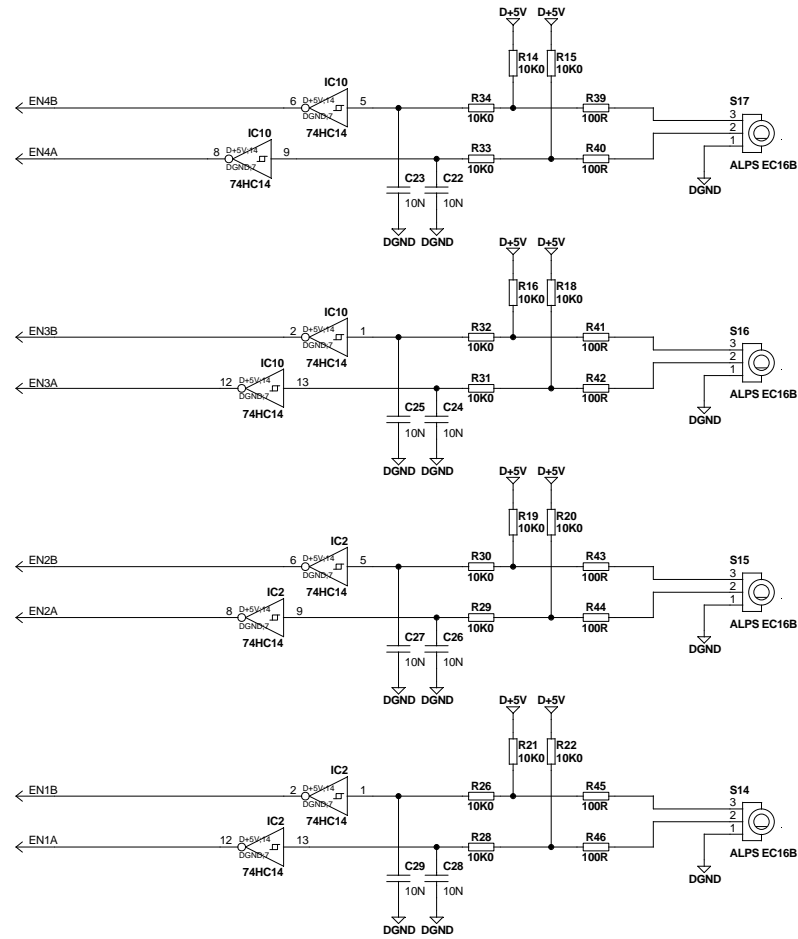 D+5V D+5V
R14 R15
10K0 10K0
IC10
EN4B 6 D+5V;14 5 R34 R39 S17
DGND;7 10K0 100R 3
IC10 74HC14 2
EN4A 8 D+5V;14 9 R33 R40 1
DGND;7 10K0 100R ALPS EC16B
74HC14 C23 C22
10N 10N DGND
DGND DGND
D+5V D+5V
R16 R18
10K0 10K0
IC10
EN3B 2 D+5V;14 1 R32 R41 S16
DGND;7 10K0 100R 3
IC10 74HC14 2
EN3A 12 D+5V;14 13 R31 R42 1
DGND;7 10K0 100R ALPS EC16B
74HC14 C25 C24
10N 10N DGND
DGND DGND
D+5V D+5V
R19 R20
10K0 10K0
IC2
EN2B 6 D+5V;14 5 R30 R43 S15
DGND;7 10K0 100R 3
IC2 74HC14 2
EN2A 8 D+5V;14 9 R29 R44 1
DGND;7 10K0 100R ALPS EC16B
74HC14 C27 C26
10N 10N DGND
DGND DGND
D+5V D+5V
R21 R22
10K0 10K0
IC2
EN1B 2 D+5V;14 1 R26 R45 S14
DGND;7 10K0 100R 3
IC2 74HC14 2
EN1A 12 D+5V;14 13 R28 R46 1
DGND;7 10K0 100R ALPS EC16B
74HC14 C29 C28
10N 10N DGND
DGND DGND